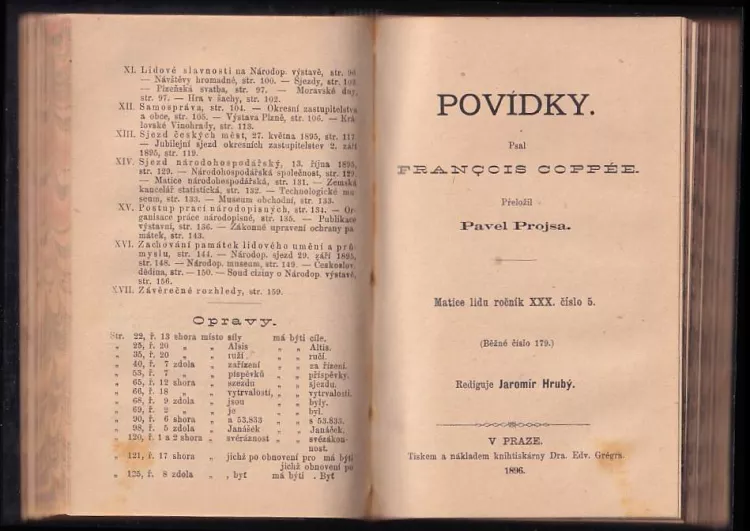 XI. Lidové slavnosti na Národop. výstavě, str. 96.
— Návštěvy hromadné, str. 100. — Sjezdy, str. 103.
— Plzeňská svatba, str. 97. — Moravské dny,
str. 97. — Hra v šachy, str. 102.
XII. Samospráva, str. 104. — Okresní zastupitelstva
a obce, str. 105. — Výstava Plzně, str. 106. — Krá-
lovské Vinohrady, str. 113.
XIII. Sjezd českých měst, 27. května 1895, str. 117.
— Jubilejní sjezd okresních zastupitelstev 2. září
1895, str. 119.
XIV. Sjezd národohospodářský, 13. října 1895,
str. 129. — Národohospodářská společnost, str. 129.
— Matice národohospodářská, str. 131. — Zemská
kancelář statistická, str. 132. — Technologické mu-
seum, str. 133. — Museum obchodní, str. 133.
XV. Postup prací národopisných, str. 134. — Or-
ganisace práce národopisné, str. 135. — Publikace
výstavní, str. 136. — Zákonné upravení ochrany pa-
mátek, str. 143.
XVI. Zachování památek lidového umění a prů-
myslu, str. 144. — Národop. sjezd 29. září 1895,
str. 148. — Národop. museum, str. 149. — Českoslov.
dědina, str. — 150. — Soud ciziny o Národop. výstavě,
str. 156.
XVII. Závěrečné rozhledy, str. 159.
Opravy.
Str. 22, ř. 13 shora místo síly má býti cíle.
„ 25, ř. 20 „ „ Alsis „ „ Altis.
„ 35, ř. 20 „ „ ruži „ „ ručí.
„ 40, ř. 7 zdola „ zařízení „ „ za řízení.
„ 53, ř. 7 „ „ píspěvků „ „ příspěvky.
„ 65, ř. 12 shora „ szezdu „ „ sjezdu.
„ 66, ř. 18 „ „ vytrvalosti, „ „ vytrvalostí.
„ 68, ř. 9 zdola „ jsou „ „ byly.
„ 69, ř. 2 „ „ je „ „ byl.
„ 90, ř. 6 shora „ a 53.833 „ „ s 53.833.
„ 98, ř. 5 zdola „ Janášék „ „ Janáček.
„ 120, ř. 1 a 2 shora „ svéráznost „ „ svézákon-
nost.
„ 121, ř. 17 shora „ jichž po obnovení pro má býti
jichž obnovení po
„ 125, ř. 8 zdola „ , byt má býti . Byt
POVÍDKY.
Psal
FRANÇOIS COPPÉE.
Přeložil
Pavel Projsa.
Matice lidu ročník XXX. číslo 5.
(Běžné číslo 179.)
Rediguje Jaromír Hrubý.
V PRAZE.
Tiskem a nákladem knihtiskárny Dra. Edv. Grégra.
1896.